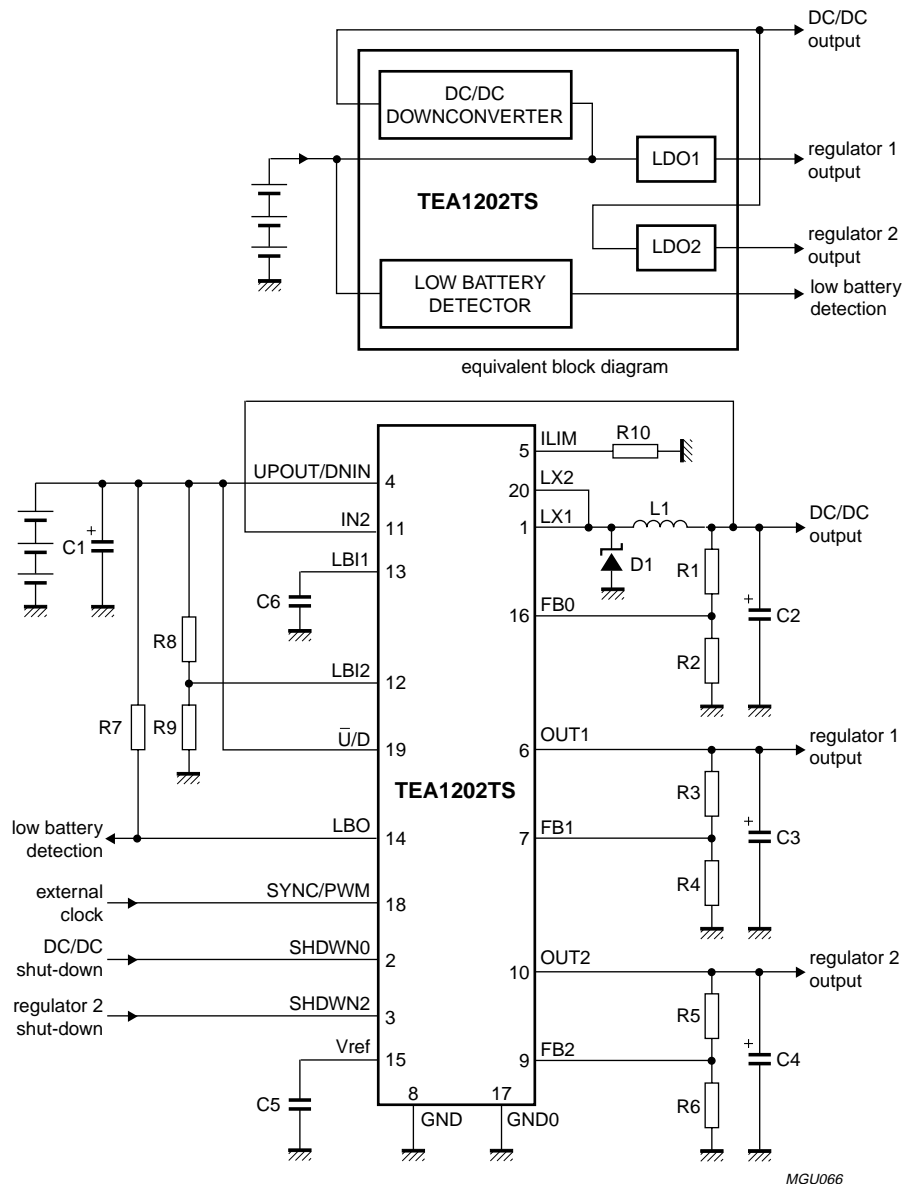 DC/DC
output
DC/DC
DOWNCONVERTER
LDO1
regulator 1
output
TEA1202TS
LDO2
regulator 2
output
LOW BATTERY
DETECTOR
low battery
detection
equivalent block diagram
5
ILIM
R10
UPOUT/DNIN
4
20
LX2
IN2
11
1
LX1
L1
DC/DC
output
C1
+
LBI1
13
D1
R1
C6
16
FB0
+
C2
R8
R2
LBI2
12
R7
R9
U̅/D
19
6
OUT1
regulator 1
output
TEA1202TS
R3
low battery
detection
LBO
14
7
FB1
+
C3
R4
external
clock
SYNC/PWM
18
DC/DC
shut-down
SHDWN0
2
10
OUT2
regulator 2
output
regulator 2
shut-down
SHDWN2
3
R5
Vref
15
9
FB2
+
C4
C5
8
17
R6
GND
GND0
MGU066